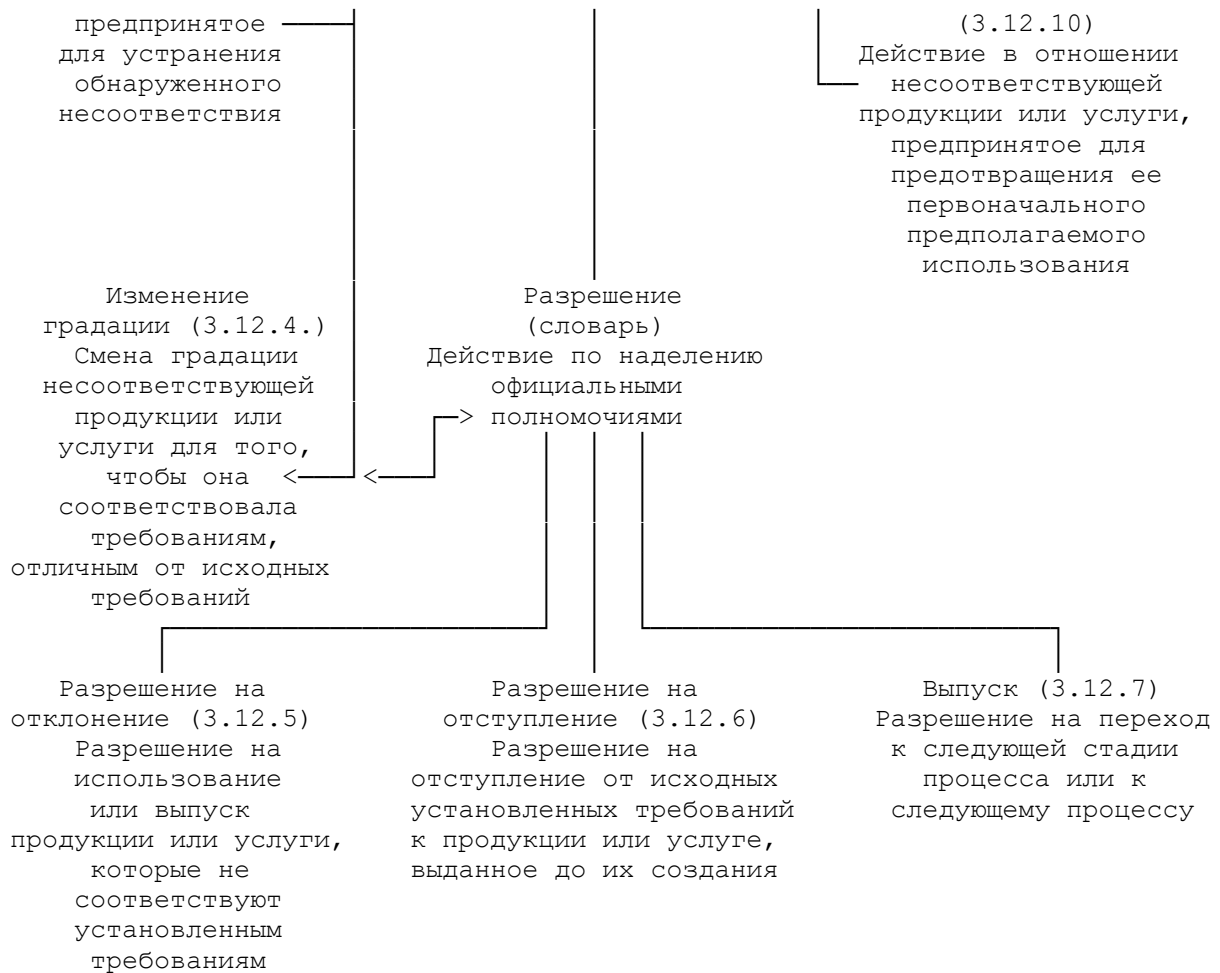 предпринятое
для устранения
обнаруженного
несоответствия
(3.12.10)
Действие в отношении
несоответствующей
продукции или услуги,
предпринятое для
предотвращения ее
первоначального
предполагаемого
использования
Изменение
градации (3.12.4.)
Смена градации
несоответствующей
продукции или
услуги для того,
чтобы она
соответствовала
требованиям,
отличным от исходных
требований
Разрешение
(словарь)
Действие по наделению
официальными
полномочиями
Разрешение на
отклонение (3.12.5)
Разрешение на
использование
или выпуск
продукции или услуги,
которые не
соответствуют
установленным
требованиям
Разрешение на
отступление (3.12.6)
Разрешение на
отступление от исходных
установленных требований
к продукции или услуге,
выданное до их создания
Выпуск (3.12.7)
Разрешение на переход
к следующей стадии
процесса или к
следующему процессу